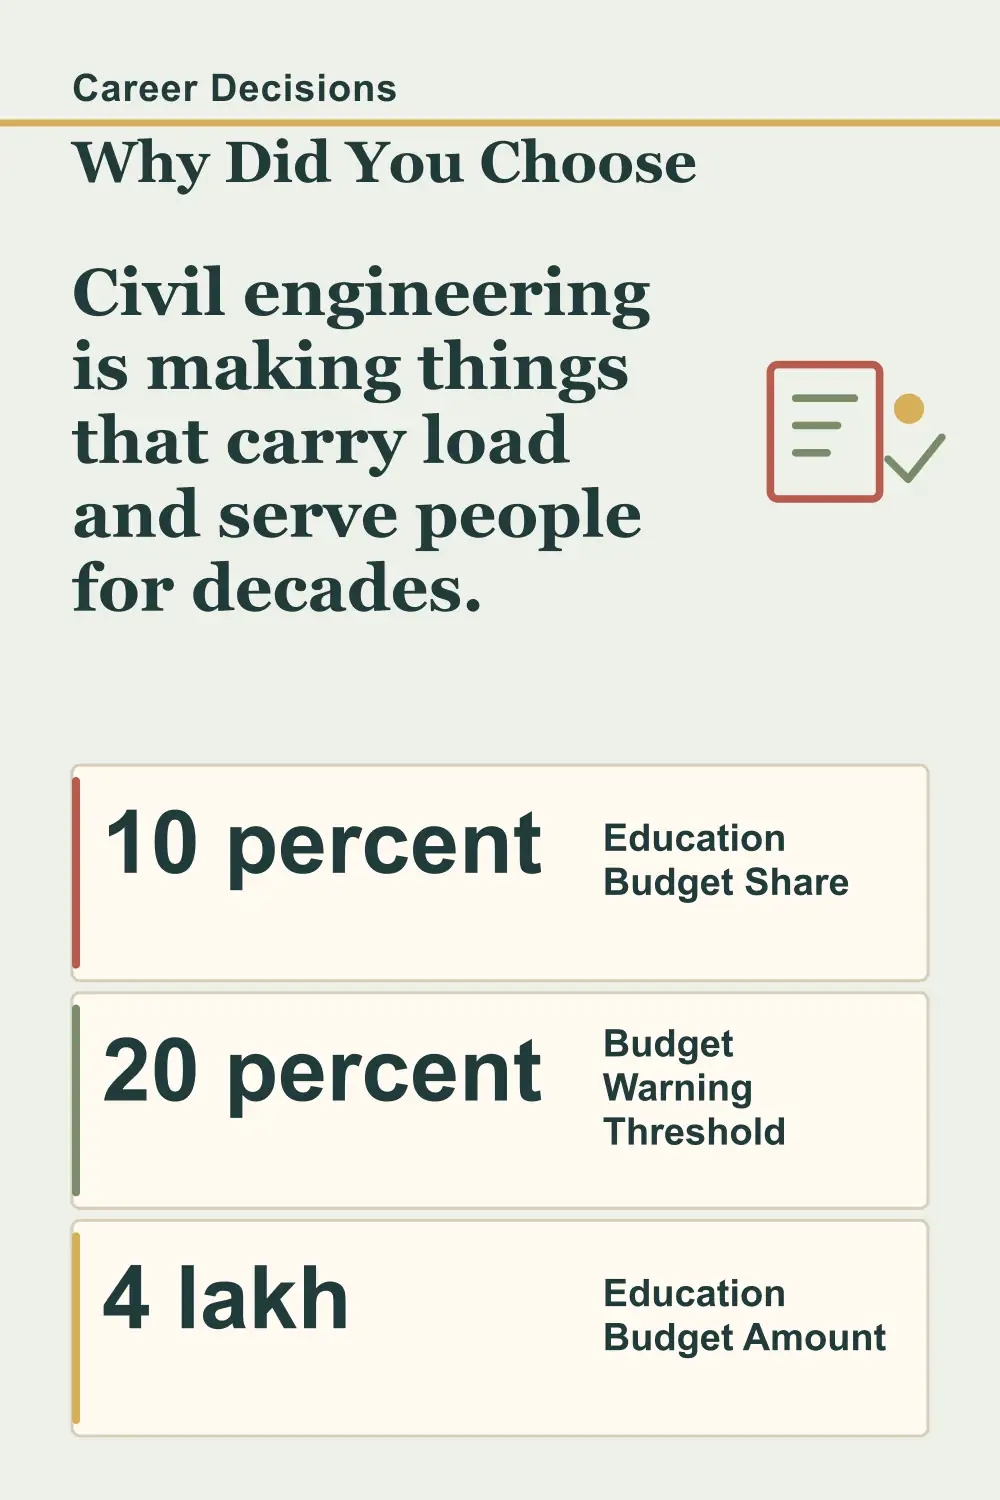 Career Decisions
Why Did You Choose
Civil engineering
is making things
that carry load
and serve people
for decades.
10 percent
Education
Budget Share
20 percent
Budget
Warning
Threshold
4 lakh
Education
Budget Amount